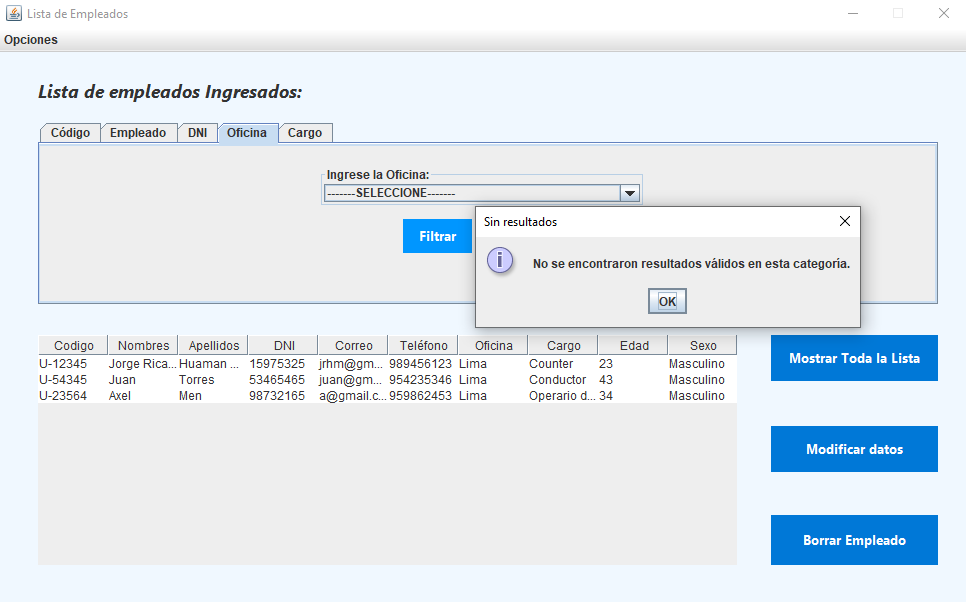 Lista de Empleados
Opciones
Lista de empleados Ingresados:
Código Empleado DNI Oficina Cargo
Ingrese la Oficina:
-------SELECCIONE-------
Filtrar
Sin resultados
No se encontraron resultados válidos en esta categoría.
OK
Codigo Nombres Apellidos DNI Correo Teléfono Oficina Cargo Edad Sexo
U-12345 Jorge Rica... Huaman ... 15975325 jrhm@gm... 989456123 Lima Counter 23 Masculino
U-54345 Juan Torres 53465465 juan@gm... 954235346 Lima Conductor 43 Masculino
U-23564 Axel Men 98732165 a@gmail.c... 959862453 Lima Operario d... 34 Masculino
Mostrar Toda la Lista
Modificar datos
Borrar Empleado